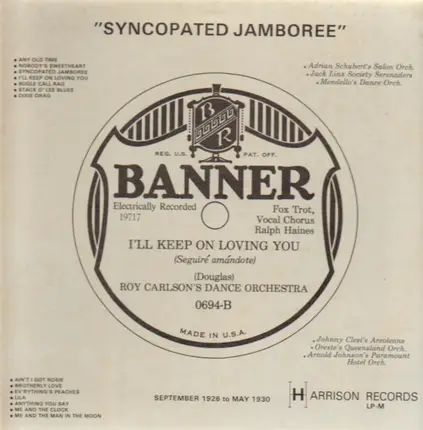 "SYNCOPATED JAMBOREE"
ANY OLD TIME
NOBODY'S SWEETHEART
SYNCOPATED JAMBOREE
I'LL KEEP ON LOVING YOU
BUGLE CALL RAG
STACK O' LEE BLUES
DIXIE DRAG
Adrian Schubert's Salon Orch.
Jack Linx Society Serenaders
Mendello's Dance Orch.
B
R
REG. U.S. PAT. OFF.
BANNER
Electrically Recorded
19717
Fox Trot,
Vocal Chorus
Ralph Haines
I'LL KEEP ON LOVING YOU
(Seguiré amándote)
(Douglas)
ROY CARLSON'S DANCE ORCHESTRA
0694-B
MADE IN U.S.A.
Johnny Clesi's Areoleans
Oreste's Queensland Orch.
Arnold Johnson's Paramount
Hotel Orch.
AIN'T I GOT ROSIE
BROTHERLY LOVE
EV'RYTHING'S PEACHES
LILA
ANYTHING YOU SAY
ME AND THE CLOCK
ME AND THE MAN IN THE MOON
SEPTEMBER 1926 to MAY 1930
HARRISON RECORDS
LP-M